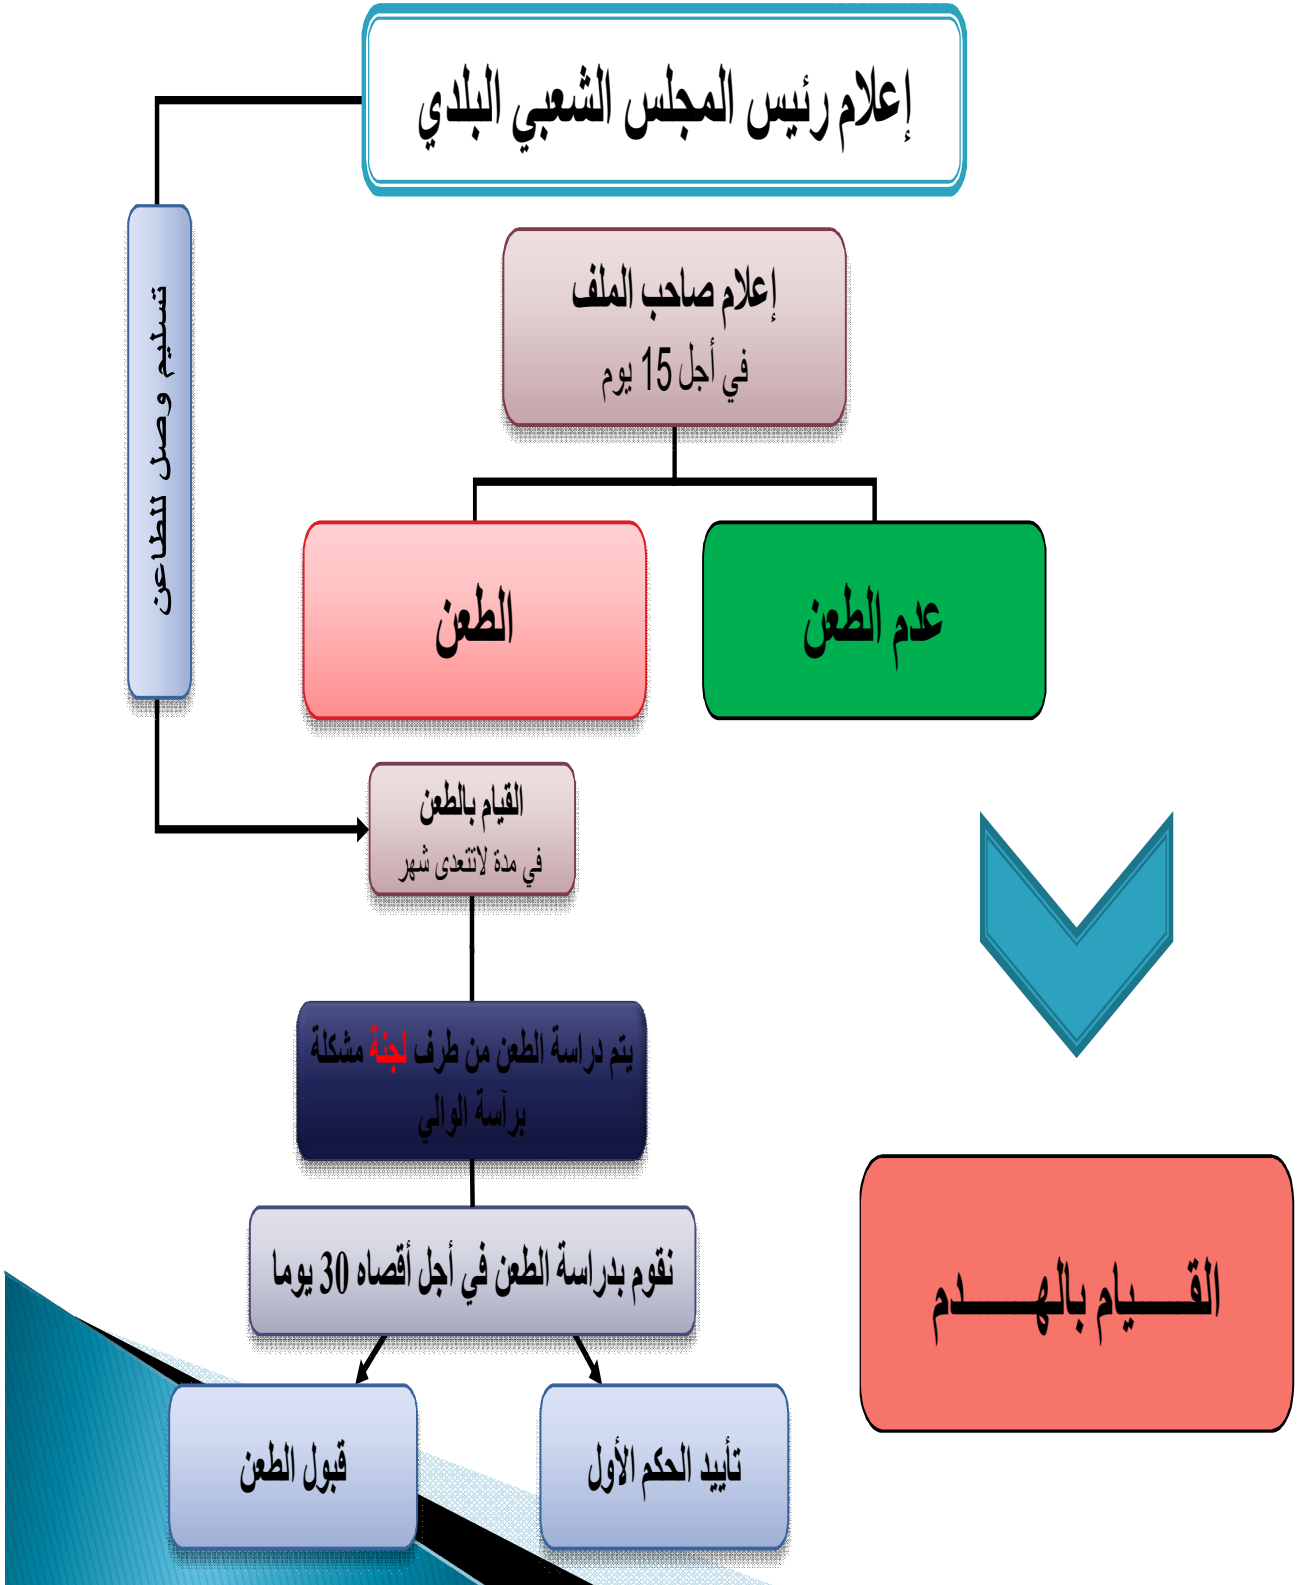 إعلام رئيس المجلس الشعبي البلدي
إعلام صاحب الملف
في أجل 15 يوم
تسليم وصل للطاعن
عدم الطعن
الطعن
القيام بالطعن
في مدة لاتتعدى شهر
يتم دراسة الطعن من طرف لجنة مشكلة
برآسة الوالي
نقوم بدراسة الطعن في أجل أقصاه 30 يوما
القـــــيام بالهـــــــدم
تأييد الحكم الأول
قبول الطعن